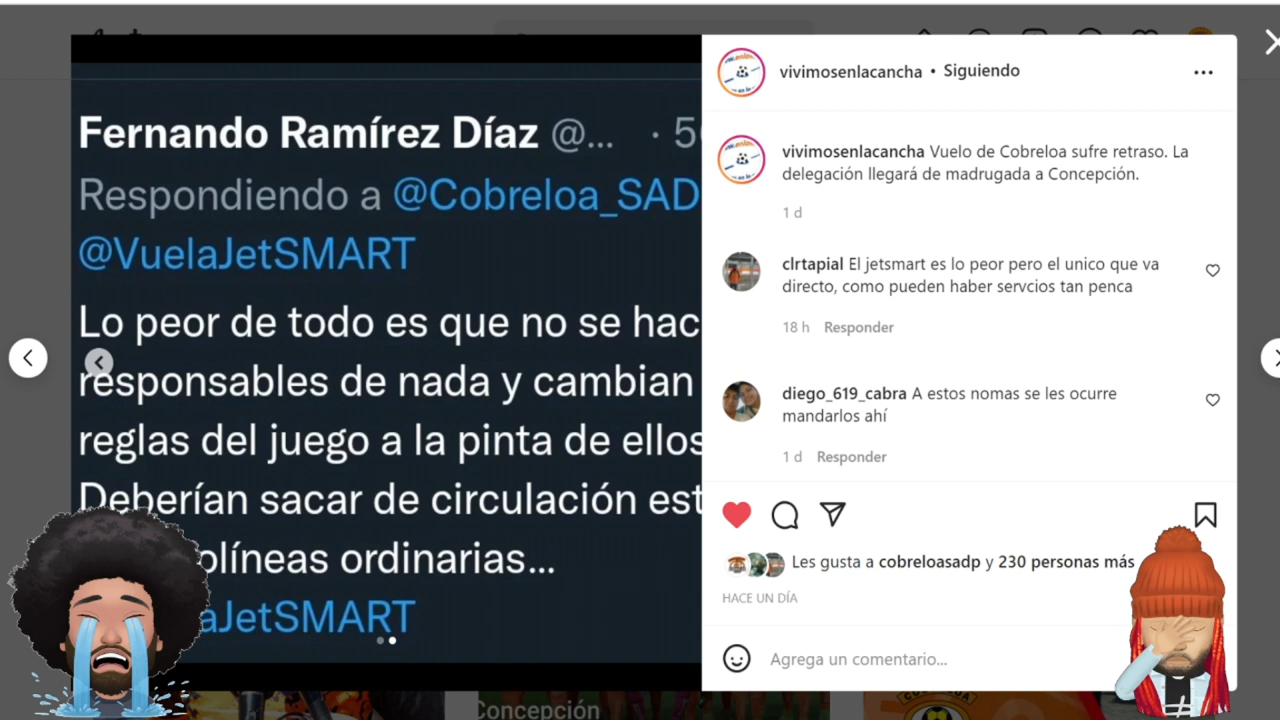 Fernando Ramírez Díaz @... · 5
Respondiendo a @Cobreloa_SAD
@VuelaJetSMART
Lo peor de todo es que no se hac
responsables de nada y cambian
reglas del juego a la pinta de ellos
Deberían sacar de circulación est
olíneas ordinarias...
aJetSMART
vivimosenlacancha • Siguiendo
vivimosenlacancha Vuelo de Cobreloa sufre retraso. La
delegación llegará de madrugada a Concepción.
1 d
clrtapial El jetsmart es lo peor pero el unico que va
directo, como pueden haber servcios tan penca
18 h Responder
diego_619_cabra A estos nomas se les ocurre
mandarlos ahí
1 d Responder
Les gusta a cobreloasadp y 230 personas más
HACE UN DÍA
Agrega un comentario...
Concepción